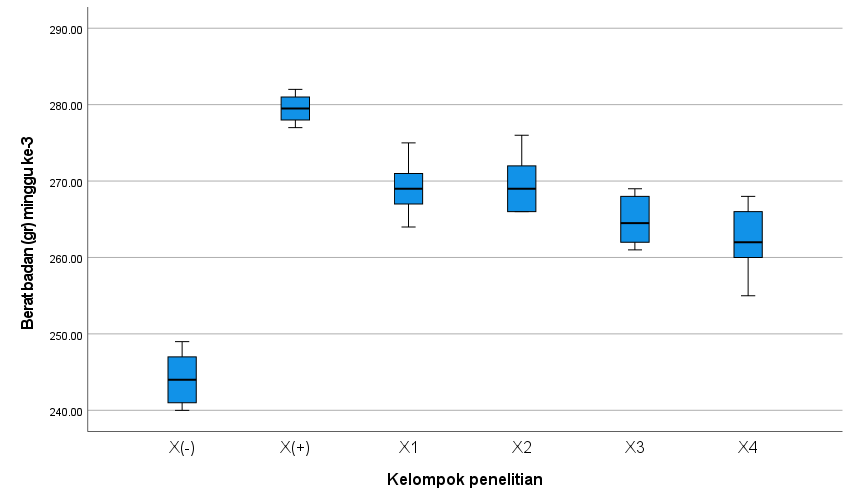 290.00
280.00
270.00
260.00
250.00
240.00
Berat badan (gr) minggu ke-3
X(-) X(+) X1 X2 X3 X4
Kelompok penelitian